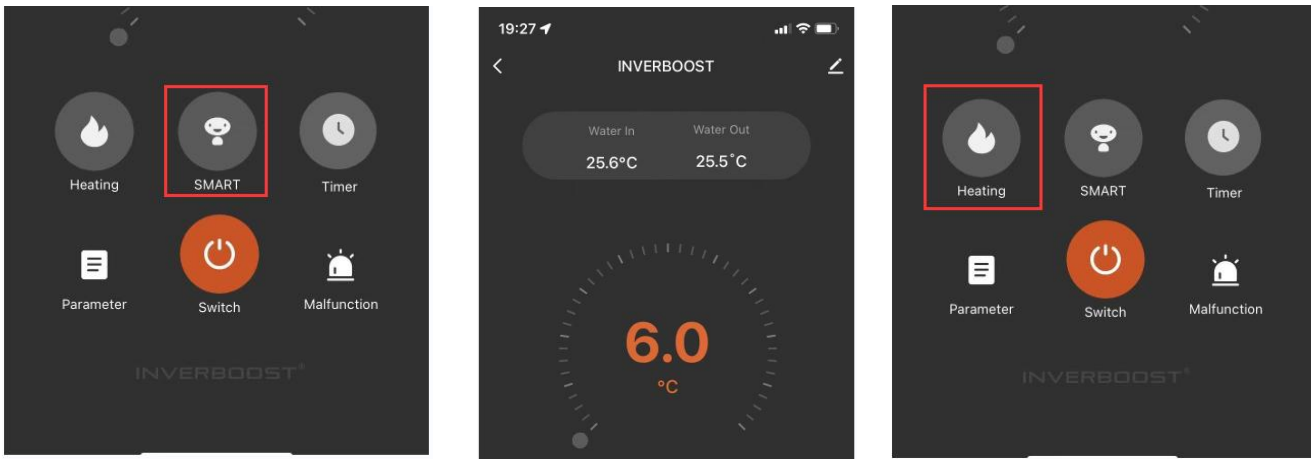 Heating SMART Timer
Parameter Switch Malfunction
INVERBOOST®
19:27
INVERBOOST
Water In Water Out
25.6°C 25.5°C
6.0
°C
Heating SMART Timer
Parameter Switch Malfunction
INVERBOOST®